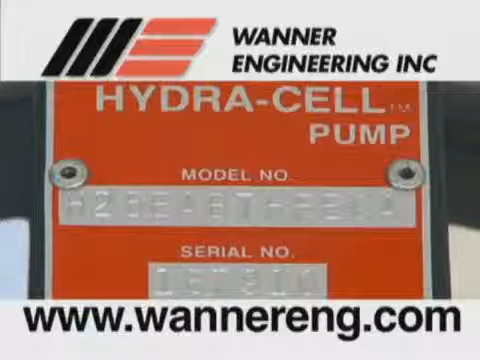 WANNER
ENGINEERING INC
HYDRA-CELL™
PUMP
MODEL NO.
SERIAL NO.
www.wannereng.com